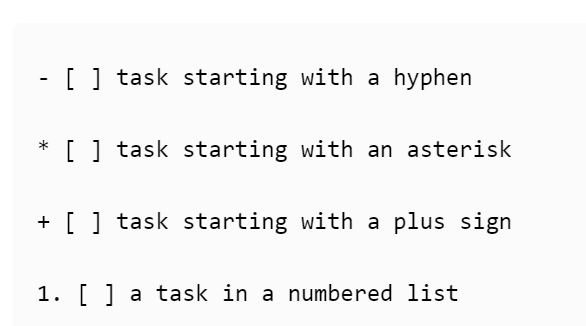 - [ ] task starting with a hyphen
* [ ] task starting with an asterisk
+ [ ] task starting with a plus sign
1. [ ] a task in a numbered list